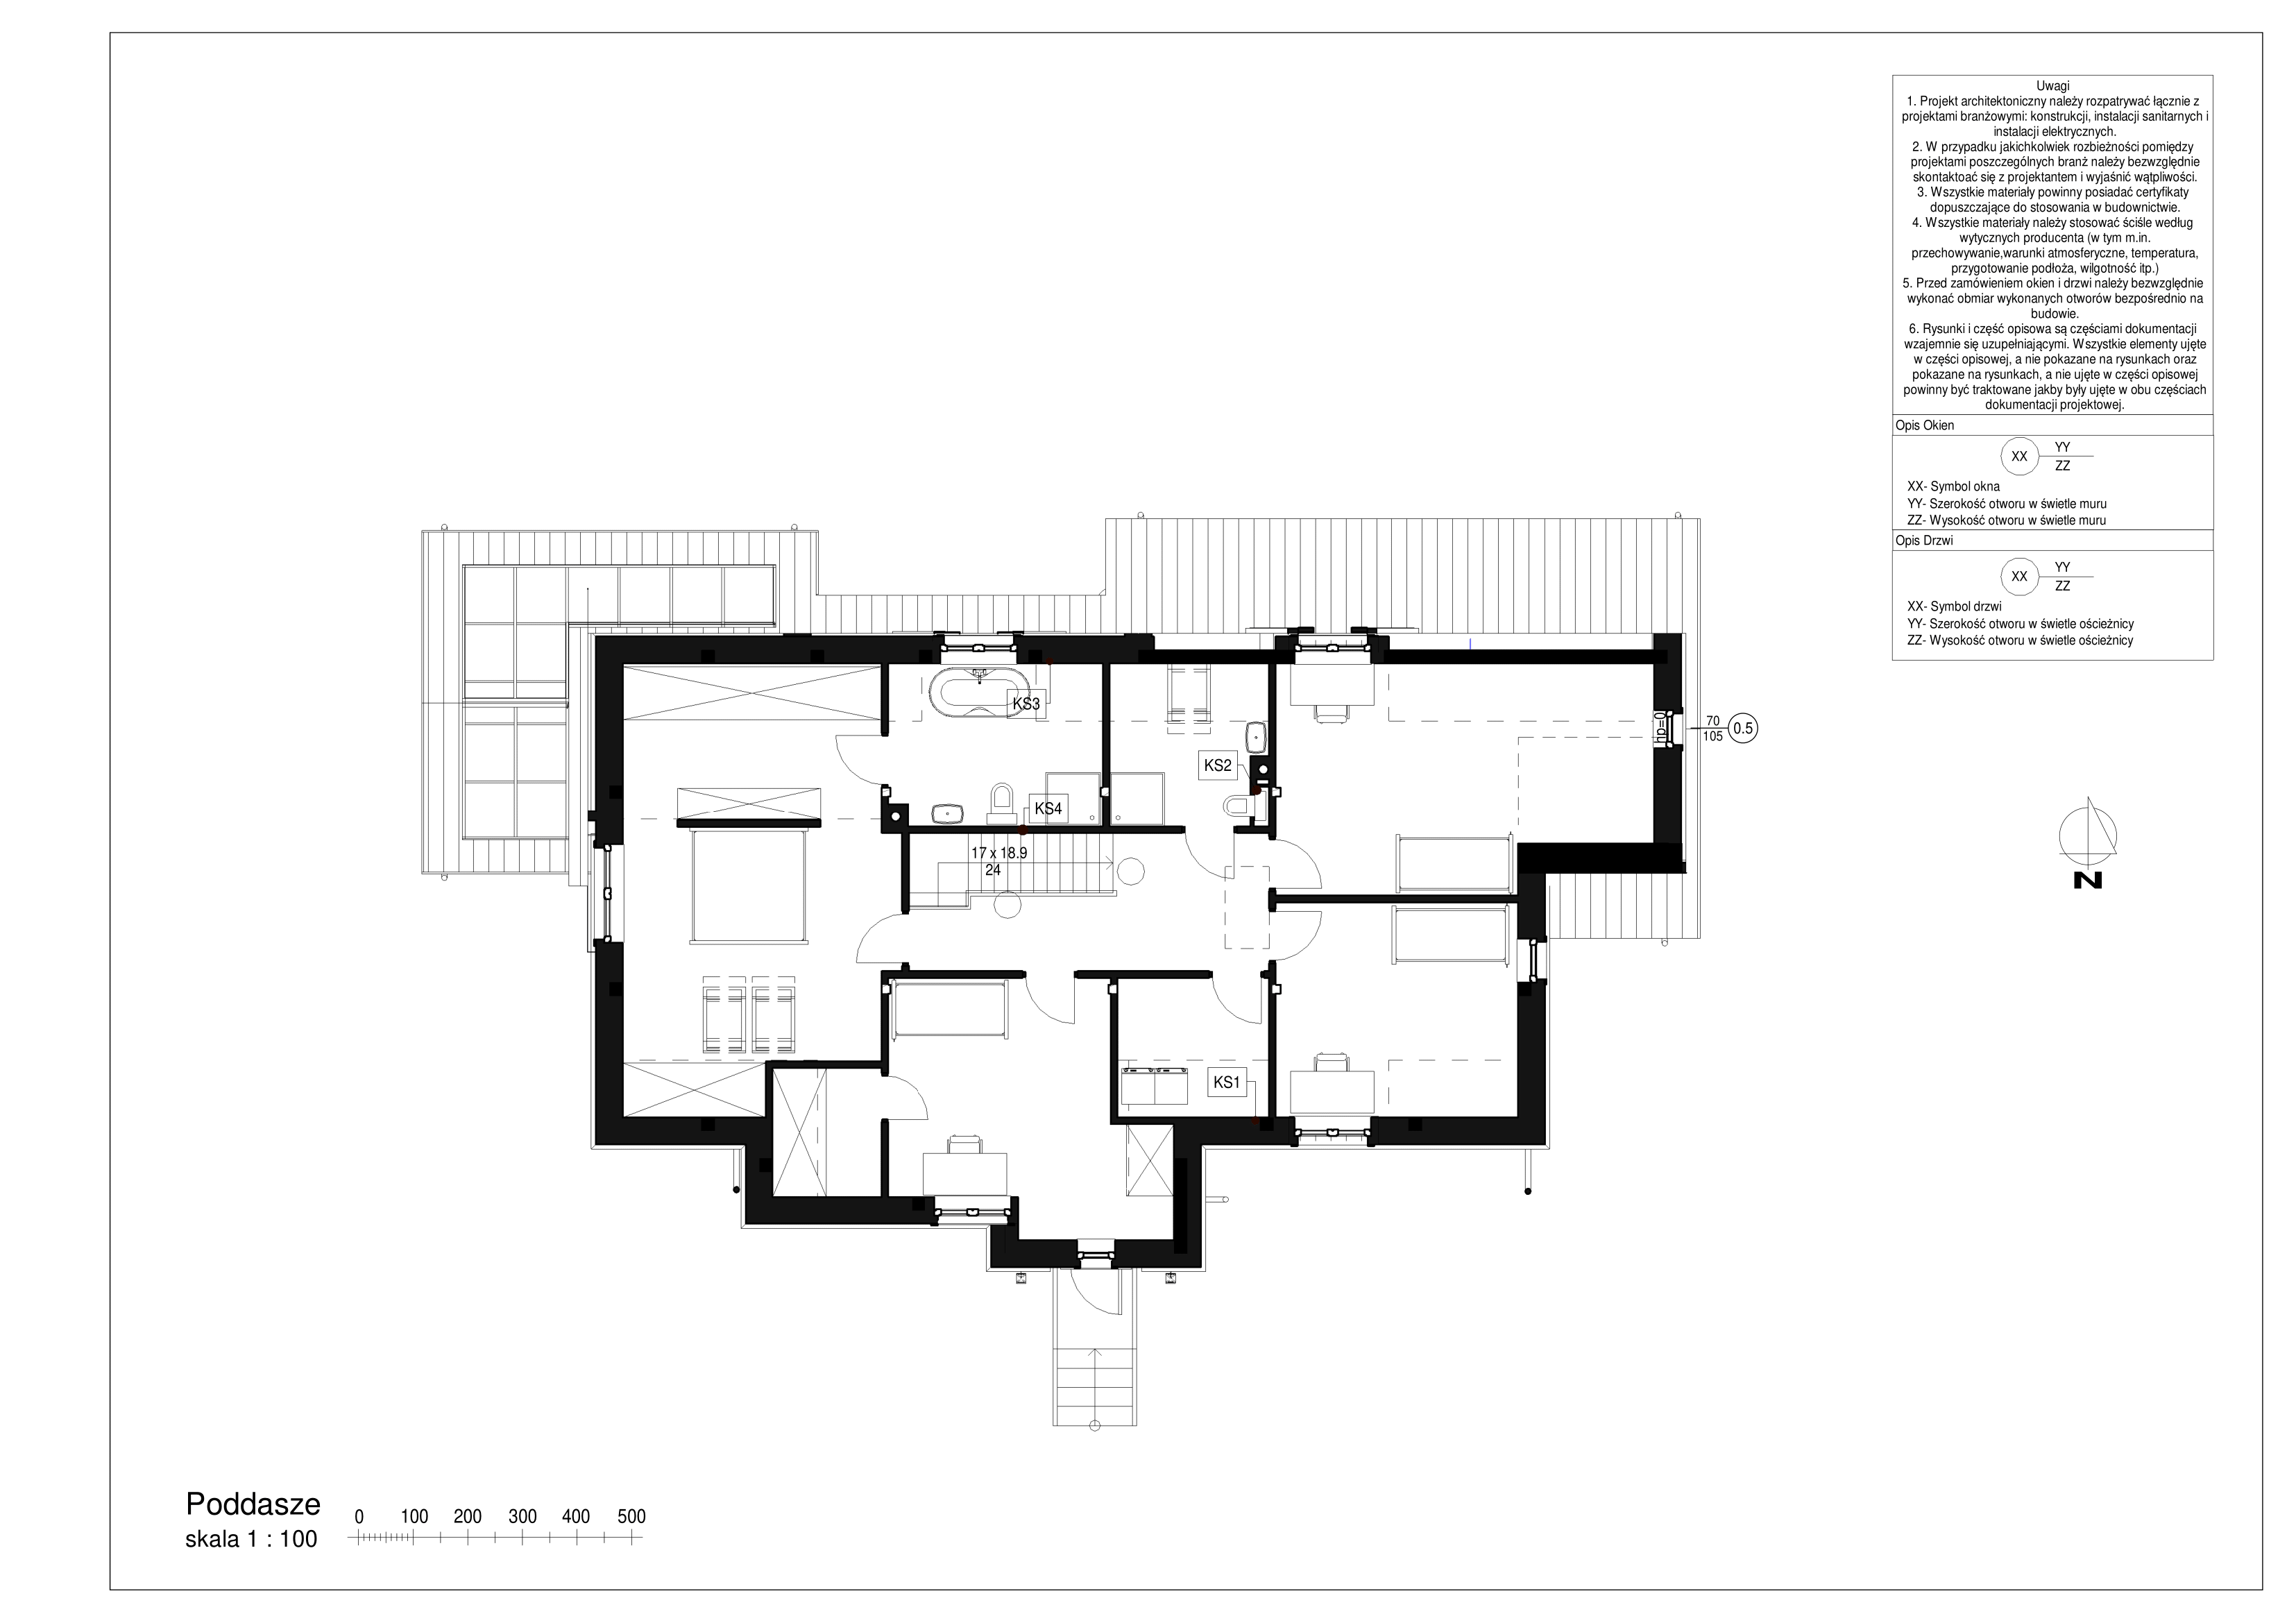 Uwagi
1. Projekt architektoniczny należy rozpatrywać łącznie z
projektami branżowymi: konstrukcji, instalacji sanitarnych i
instalacji elektrycznych.
2. W przypadku jakichkolwiek rozbieżności pomiędzy
projektami poszczególnych branż należy bezwzględnie
skontaktoać się z projektantem i wyjaśnić wątpliwości.
3. Wszystkie materiały powinny posiadać certyfikaty
dopuszczające do stosowania w budownictwie.
4. Wszystkie materiały należy stosować ściśle według
wytycznych producenta (w tym m.in.
przechowywanie,warunki atmosferyczne, temperatura,
przygotowanie podłoża, wilgotność itp.)
5. Przed zamówieniem okien i drzwi należy bezwzględnie
wykonać obmiar wykonanych otworów bezpośrednio na
budowie.
6. Rysunki i część opisowa są częściami dokumentacji
wzajemnie się uzupełniającymi. Wszystkie elementy ujęte
w części opisowej, a nie pokazane na rysunkach oraz
pokazane na rysunkach, a nie ujęte w części opisowej
powinny być traktowane jakby były ujęte w obu częściach
dokumentacji projektowej.
Opis Okien
XX YY
ZZ
XX- Symbol okna
YY- Szerokość otworu w świetle muru
ZZ- Wysokość otworu w świetle muru
Opis Drzwi
XX YY
ZZ
XX- Symbol drzwi
YY- Szerokość otworu w świetle ościeżnicy
ZZ- Wysokość otworu w świetle ościeżnicy
KS3
hp=0
70
105
0.5
KS2
KS4
17 x 18.9
24
N
KS1
Poddasze
skala 1 : 100
0 100 200 300 400 500